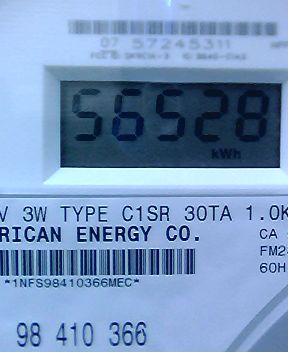 07 57245311
56528
kWh
V 3W TYPE C1SR 30TA 1.0K
RICAN ENERGY CO. CA
FM2
*1NFS98410366MEC* 60H
98 410 366